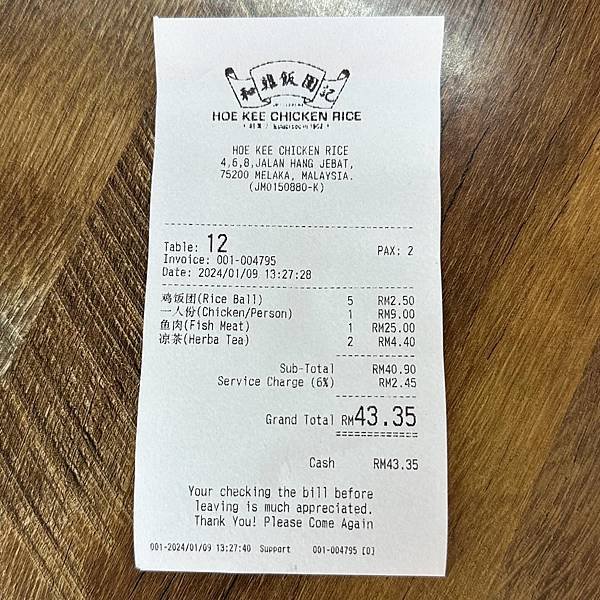 和雞飯團記
HOE KEE CHICKEN RICE
HOE KEE CHICKEN RICE
4,6,8,JALAN HANG JEBAT,
75200 MELAKA, MALAYSIA.
(JM0150880-K)
Table: 12 PAX: 2
Invoice: 001-004795
Date: 2024/01/09 13:27:28
鸡饭团(Rice Ball) 5 RM2.50
一人份(Chicken/Person) 1 RM9.00
鱼肉(Fish Meat) 1 RM25.00
凉茶(Herba Tea) 2 RM4.40
Sub-Total RM40.90
Service Charge (6%) RM2.45
Grand Total RM43.35
Cash RM43.35
Your checking the bill before
leaving is much appreciated.
Thank You! Please Come Again
001-2024/01/09 13:27:40 Support 001-004795 [0]